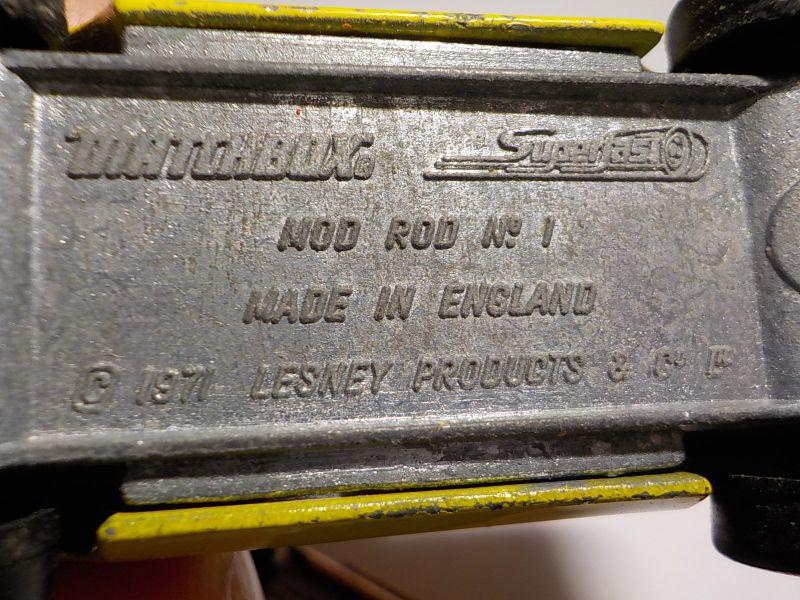 MATCHBOX. Superfast
MOD ROD Nº 1
MADE IN ENGLAND
© 1971 LESNEY PRODUCTS & Cº Lᵀᴰ